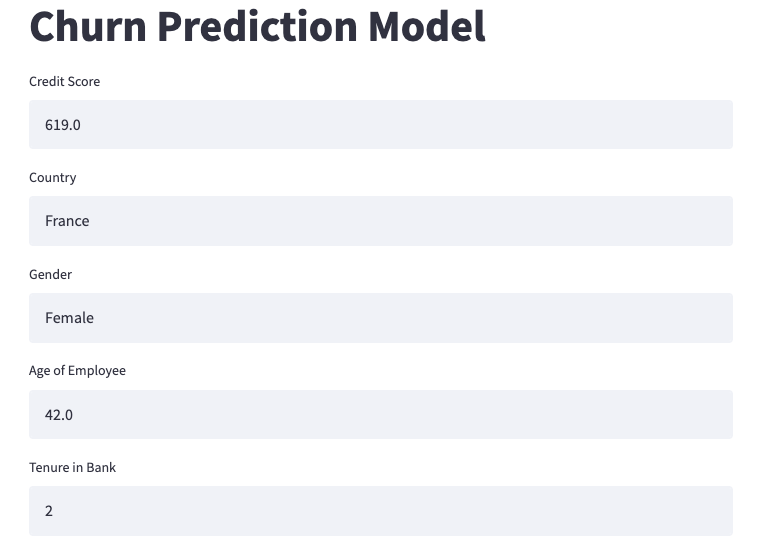 Churn Prediction Model
Credit Score
619.0
Country
France
Gender
Female
Age of Employee
42.0
Tenure in Bank
2